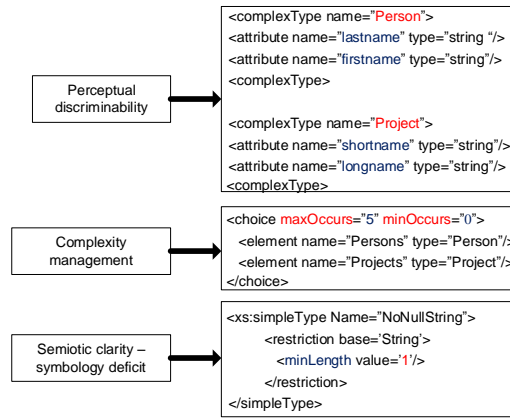 Perceptual
discriminability
<complexType name=”Person”>
<attribute name=”lastname” type=”string “/>
<attribute name=”firstname” type=”string”/>
<complexType>
<complexType name=”Project”>
<attribute name=”shortname” type=”string”/>
<attribute name=”longname” type=”string”/>
<complexType>
Complexity
management
<choice maxOccurs=”5” minOccurs=”0”>
<element name=”Persons” type=”Person”/>
<element name=”Projects” type=”Project”/>
</choice>
Semiotic clarity –
symbology deficit
<xs:simpleType Name=”NoNullString”>
<restriction base=’String’>
<minLength value=’1’/>
</restriction>
</simpleType>